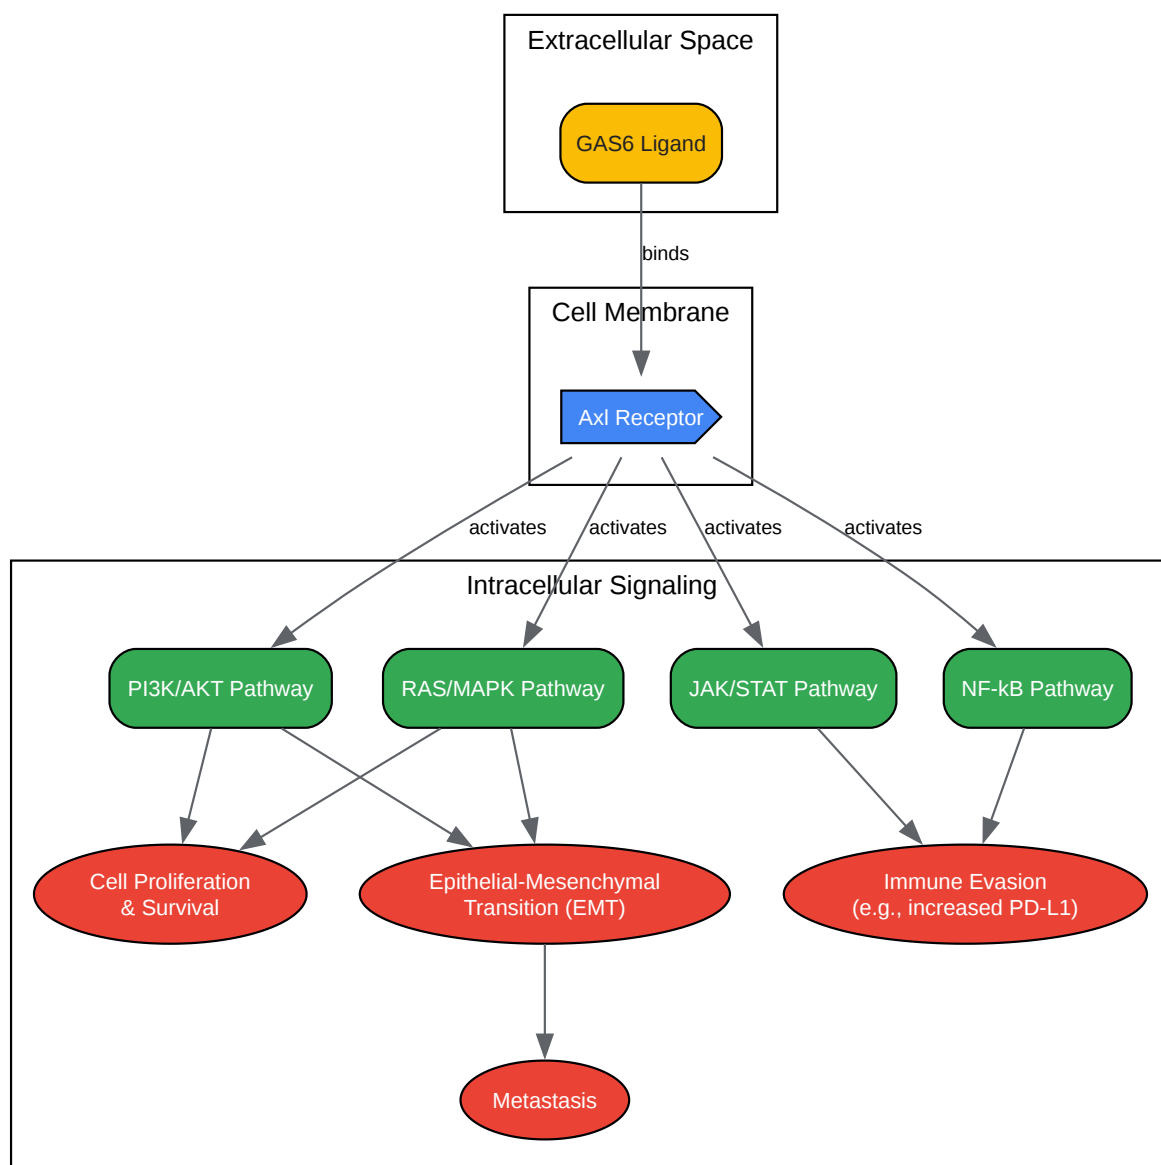 Extracellular Space
GAS6 Ligand
binds
Cell Membrane
Axl Receptor
activates
activates
activates
activates
Intracellular Signaling
PI3K/AKT Pathway
RAS/MAPK Pathway
JAK/STAT Pathway
NF-kB Pathway
Cell Proliferation
& Survival
Epithelial-Mesenchymal
Transition (EMT)
Immune Evasion
(e.g., increased PD-L1)
Metastasis